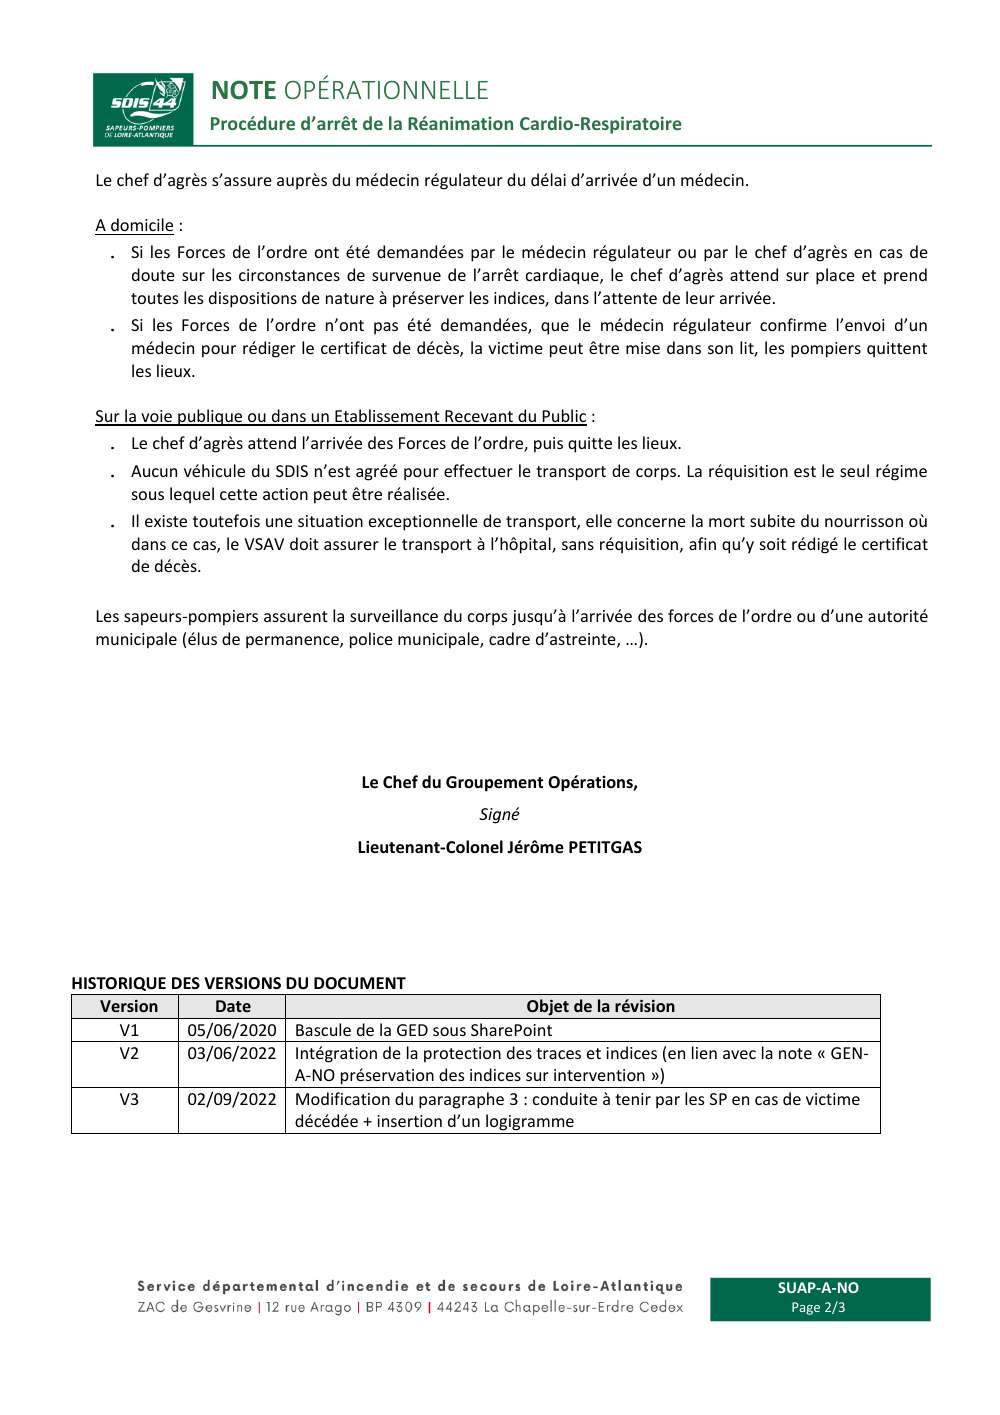 SDIS 44
SAPEURS-POMPIERS
DE LOIRE-ATLANTIQUE
NOTE OPÉRATIONNELLE
Procédure d’arrêt de la Réanimation Cardio-Respiratoire
Le chef d’agrès s’assure auprès du médecin régulateur du délai d’arrivée d’un médecin.
A domicile :
. Si les Forces de l’ordre ont été demandées par le médecin régulateur ou par le chef d’agrès en cas de
doute sur les circonstances de survenue de l’arrêt cardiaque, le chef d’agrès attend sur place et prend
toutes les dispositions de nature à préserver les indices, dans l’attente de leur arrivée.
. Si les Forces de l’ordre n’ont pas été demandées, que le médecin régulateur confirme l’envoi d’un
médecin pour rédiger le certificat de décès, la victime peut être mise dans son lit, les pompiers quittent
les lieux.
Sur la voie publique ou dans un Etablissement Recevant du Public :
. Le chef d’agrès attend l’arrivée des Forces de l’ordre, puis quitte les lieux.
. Aucun véhicule du SDIS n’est agréé pour effectuer le transport de corps. La réquisition est le seul régime
sous lequel cette action peut être réalisée.
. Il existe toutefois une situation exceptionnelle de transport, elle concerne la mort subite du nourrisson où
dans ce cas, le VSAV doit assurer le transport à l’hôpital, sans réquisition, afin qu’y soit rédigé le certificat
de décès.
Les sapeurs-pompiers assurent la surveillance du corps jusqu’à l’arrivée des forces de l’ordre ou d’une autorité
municipale (élus de permanence, police municipale, cadre d’astreinte, …).
Le Chef du Groupement Opérations,
Signé
Lieutenant-Colonel Jérôme PETITGAS
HISTORIQUE DES VERSIONS DU DOCUMENT
Version Date Objet de la révision
V1 05/06/2020 Bascule de la GED sous SharePoint
V2 03/06/2022 Intégration de la protection des traces et indices (en lien avec la note « GEN-
A-NO préservation des indices sur intervention »)
V3 02/09/2022 Modification du paragraphe 3 : conduite à tenir par les SP en cas de victime
décédée + insertion d’un logigramme
Service départemental d’incendie et de secours de Loire-Atlantique
ZAC de Gesvrine | 12 rue Arago | BP 4309 | 44243 La Chapelle-sur-Erdre Cedex
SUAP-A-NO
Page 2/3